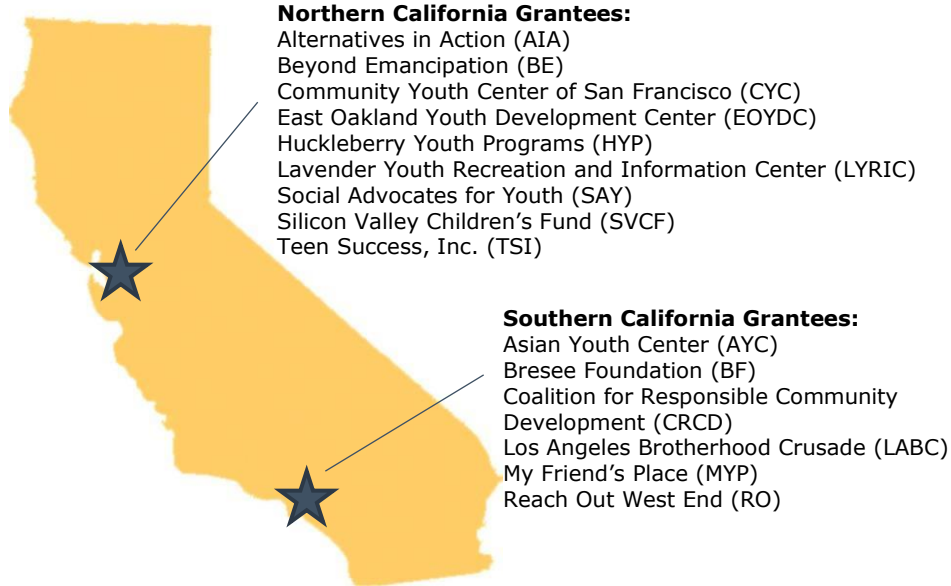 Northern California Grantees:
Alternatives in Action (AIA)
Beyond Emancipation (BE)
Community Youth Center of San Francisco (CYC)
East Oakland Youth Development Center (EOYDC)
Huckleberry Youth Programs (HYP)
Lavender Youth Recreation and Information Center (LYRIC)
Social Advocates for Youth (SAY)
Silicon Valley Children’s Fund (SVCF)
Teen Success, Inc. (TSI)
Southern California Grantees:
Asian Youth Center (AYC)
Bresee Foundation (BF)
Coalition for Responsible Community
Development (CRCD)
Los Angeles Brotherhood Crusade (LABC)
My Friend’s Place (MYP)
Reach Out West End (RO)